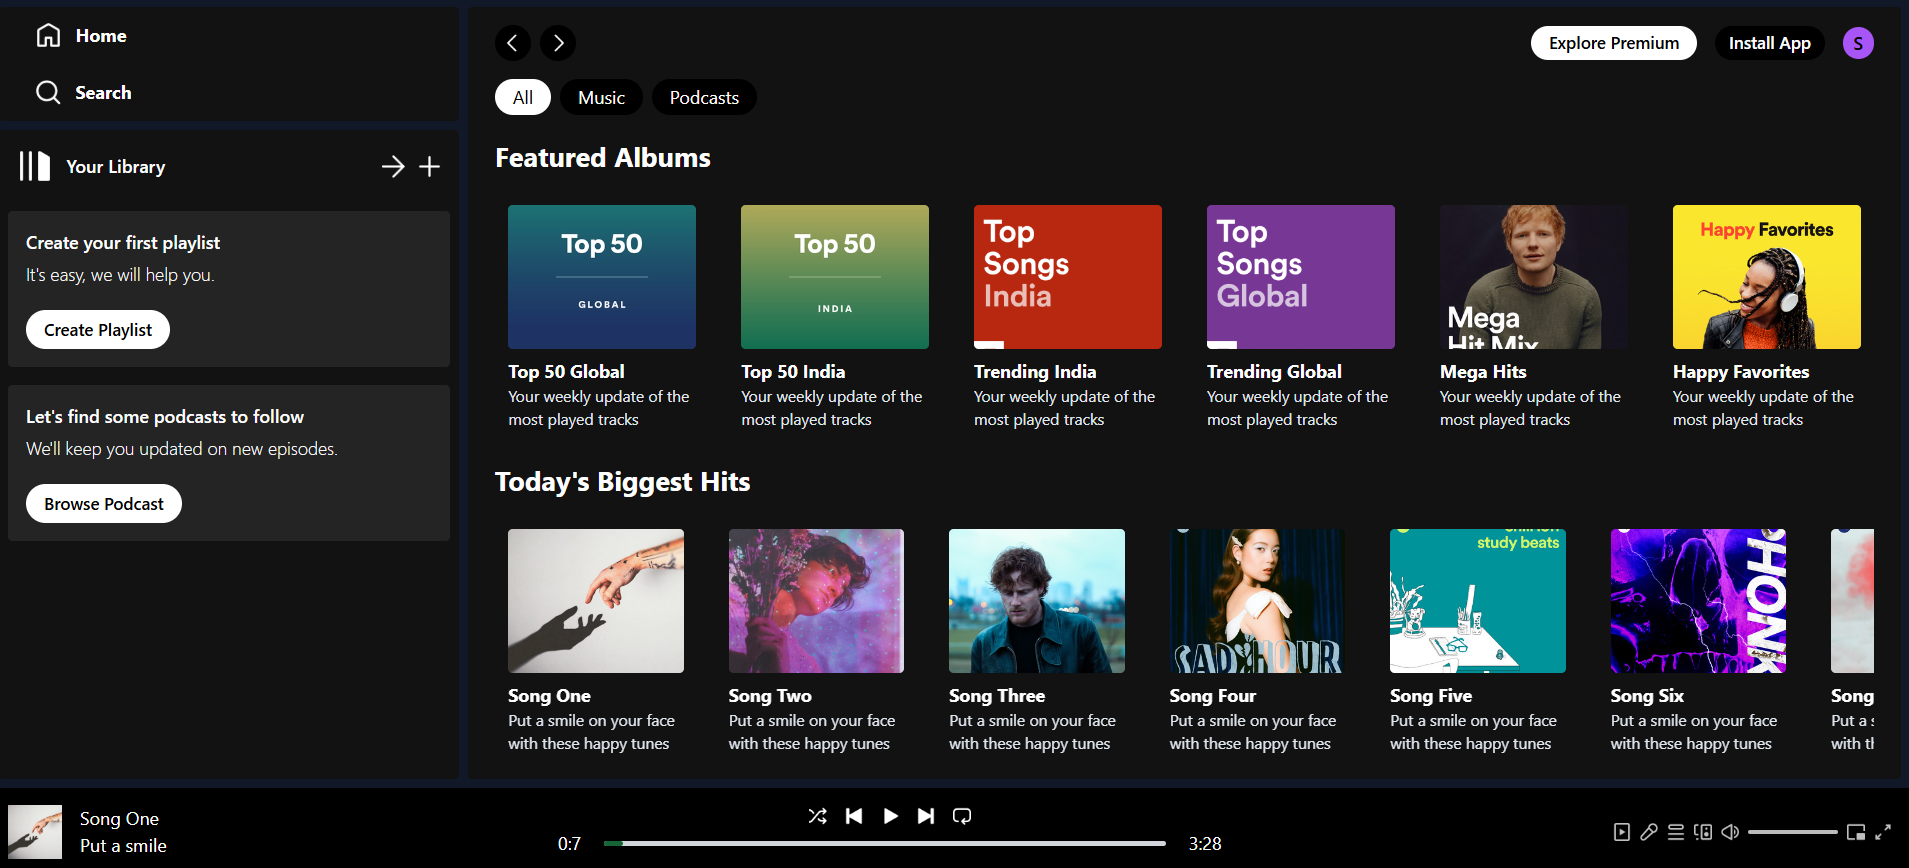 Home
Search
Your Library
Create your first playlist
It's easy, we will help you.
Create Playlist
Let's find some podcasts to follow
We'll keep you updated on new episodes.
Browse Podcast
Explore Premium
Install App
S
All
Music
Podcasts
Featured Albums
Top 50
GLOBAL
Top 50 Global
Your weekly update of the
most played tracks
Top 50
INDIA
Top 50 India
Your weekly update of the
most played tracks
Top
Songs
India
Trending India
Your weekly update of the
most played tracks
Top
Songs
Global
Trending Global
Your weekly update of the
most played tracks
Mega
Hit Mix
Mega Hits
Your weekly update of the
most played tracks
Happy Favorites
Happy Favorites
Your weekly update of the
most played tracks
Today's Biggest Hits
Song One
Put a smile on your face
with these happy tunes
Song Two
Put a smile on your face
with these happy tunes
Song Three
Put a smile on your face
with these happy tunes
SAD HOUR
Song Four
Put a smile on your face
with these happy tunes
study beats
Song Five
Put a smile on your face
with these happy tunes
HONK
Song Six
Put a smile on your face
with these happy tunes
Song
Put a
Song One
Put a smile
0:7
3:28